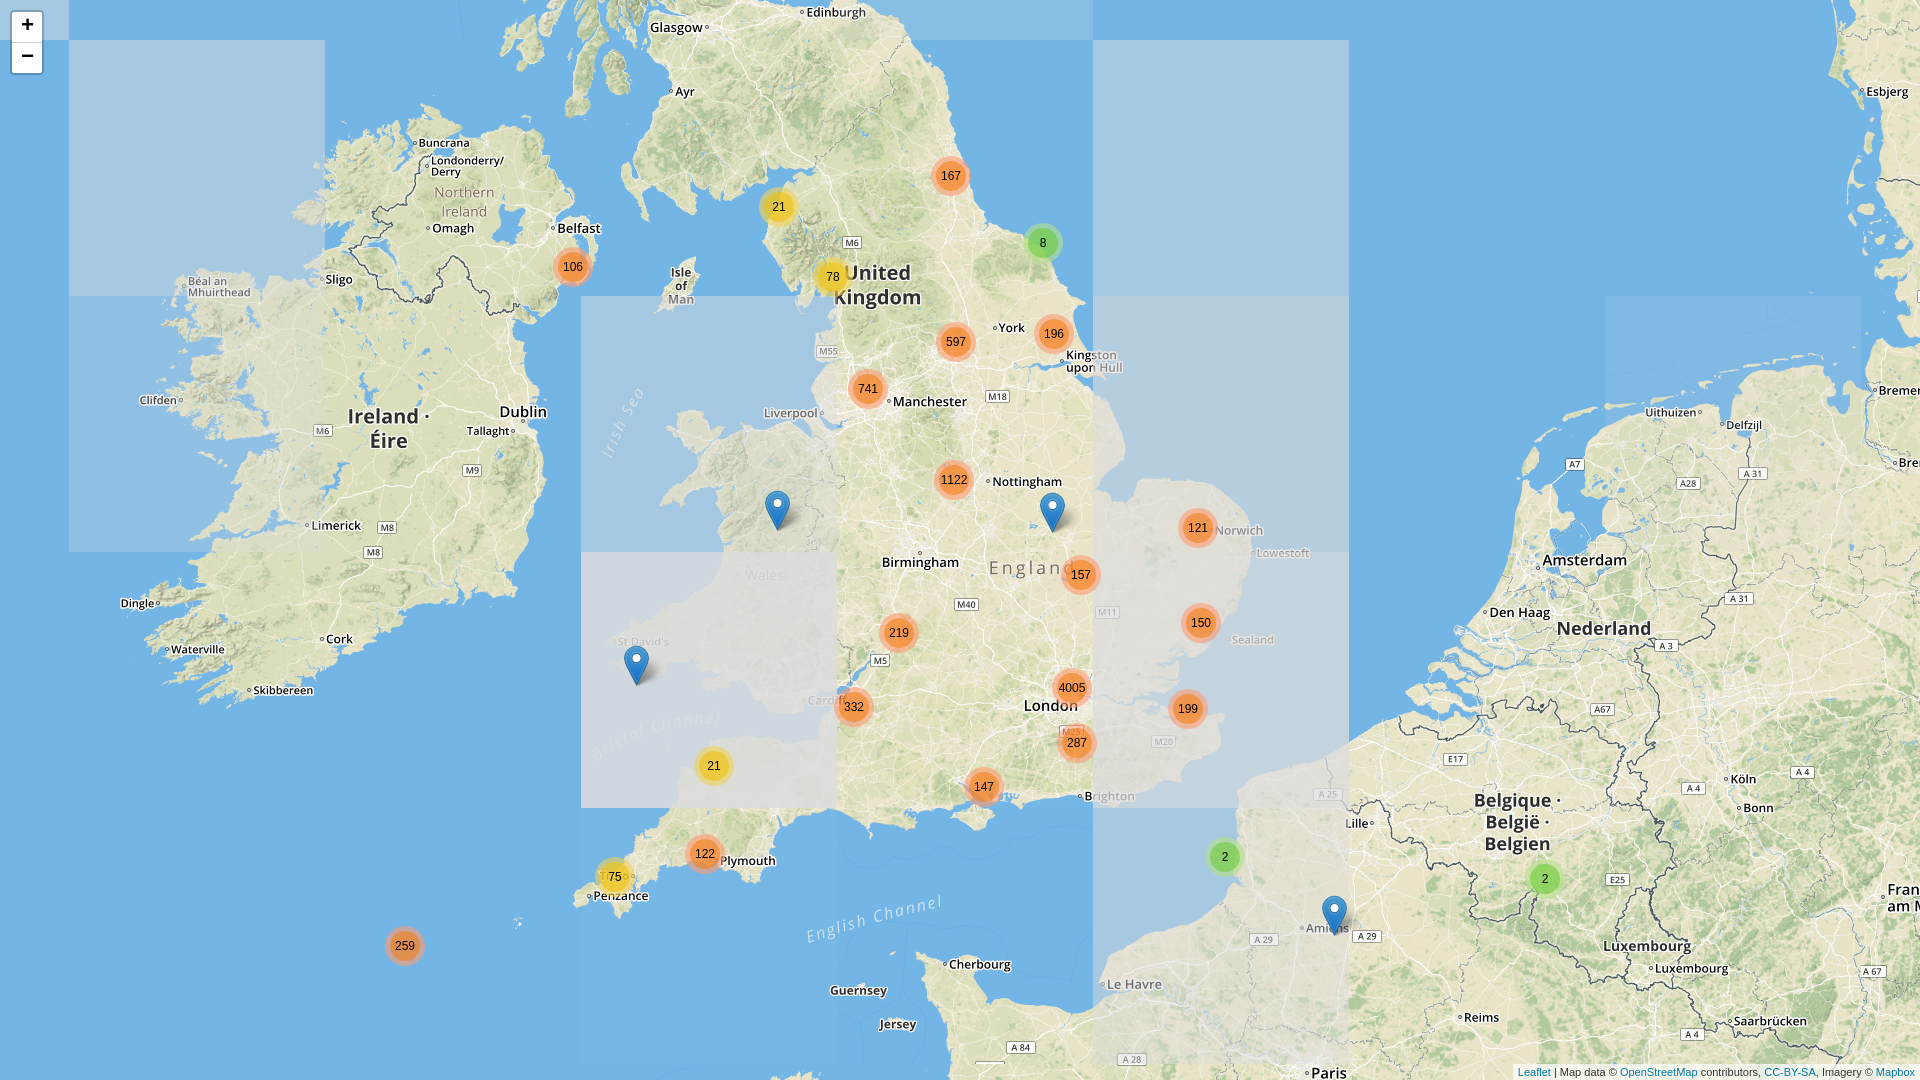 +
−
Edinburgh
Glasgow
Ayr
Esbjerg
Buncrana
Londonderry/
Derry
Northern
Ireland
Omagh
Belfast
167
21
8
M6
106
78
United
Kingdom
Isle
of
Man
Sligo
Béal an
Mhuirthead
York
196
597
Kingston
upon Hull
M55
741
Manchester
M18
Liverpool
Irish Sea
Clifden
Ireland ·
Éire
Dublin
Tallaght
M6
M9
Uithuizen
Delfzijl
Breme
Bre
A7
A 31
A28
1122
Nottingham
121
Norwich
Lowestoft
Limerick
M8
M8
Birmingham
England
157
Wales
Amsterdam
Den Haag
Nederland
A 31
A 3
Dingle
Cork
Waterville
Skibbereen
M40
M11
219
150
Sealand
M5
St David's
Cardiff
332
4005
London
M25
287
199
M20
A67
E17
Bristol Channel
21
147
Brighton
A 25
Lille
Köln
A 4
A 4
Bonn
Belgique ·
België ·
Belgien
2
2
E25
122
Plymouth
75
Penzance
259
English Channel
Amiens
A 29
A 29
Fran
am M
Luxembourg
Luxembourg
A 67
Cherbourg
Le Havre
Guernsey
Jersey
Reims
Saarbrücken
A 4
A 84
A 28
Paris
Leaflet | Map data © OpenStreetMap contributors, CC-BY-SA, Imagery © Mapbox